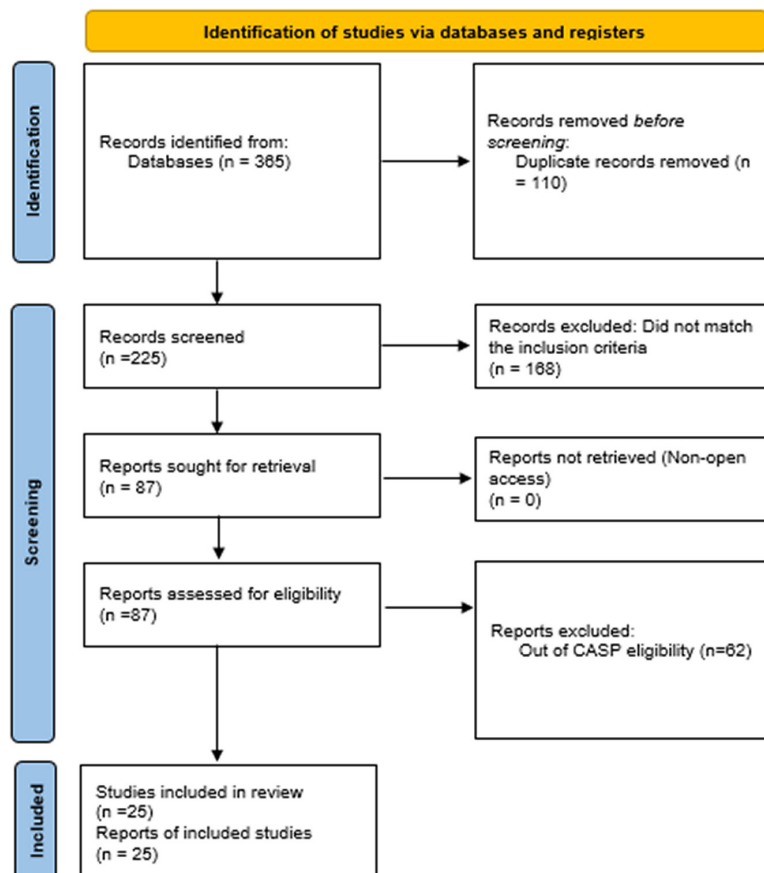 Identification of studies via databases and registers
Identification
Records identified from:
Databases (n = 365)
Records removed before
screening:
Duplicate records removed (n
= 110)
Screening
Records screened
(n =225)
Records excluded: Did not match
the inclusion criteria
(n = 168)
Reports sought for retrieval
(n = 87)
Reports not retrieved (Non-open
access)
(n = 0)
Reports assessed for eligibility
(n =87)
Reports excluded:
Out of CASP eligibility (n=62)
Included
Studies included in review
(n =25)
Reports of included studies
(n = 25)